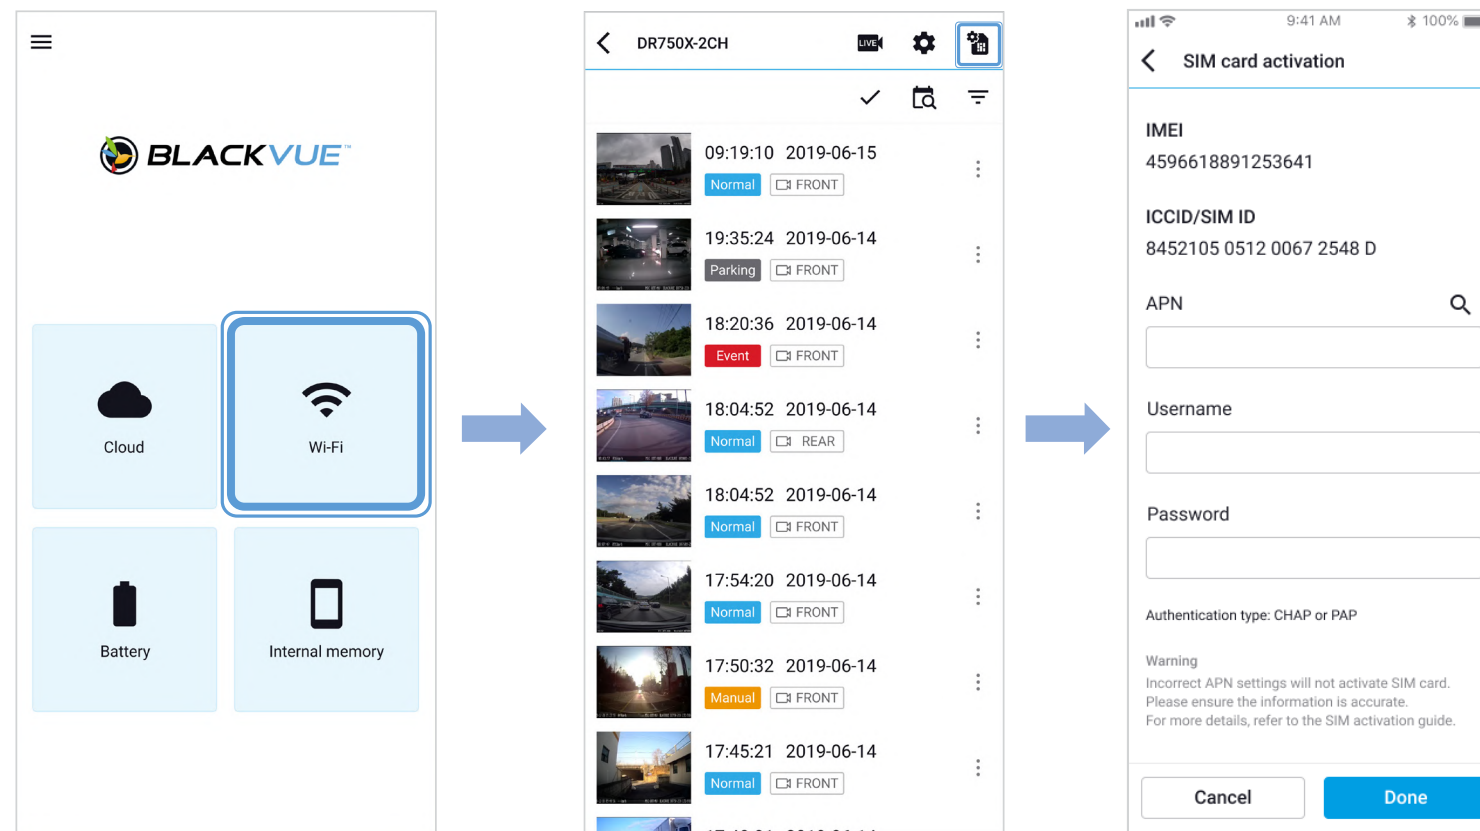 BLACKVUE™
Cloud
Wi-Fi
Battery
Internal memory
DR750X-2CH
LIVE
09:19:10 2019-06-15
Normal FRONT
19:35:24 2019-06-14
Parking FRONT
18:20:36 2019-06-14
Event FRONT
18:04:52 2019-06-14
Normal REAR
18:04:52 2019-06-14
Normal FRONT
17:54:20 2019-06-14
Normal FRONT
17:50:32 2019-06-14
Manual FRONT
17:45:21 2019-06-14
Normal FRONT
9:41 AM
100%
SIM card activation
IMEI
4596618891253641
ICCID/SIM ID
8452105 0512 0067 2548 D
APN
Username
Password
Authentication type: CHAP or PAP
Warning
Incorrect APN settings will not activate SIM card.
Please ensure the information is accurate.
For more details, refer to the SIM activation guide.
Cancel
Done